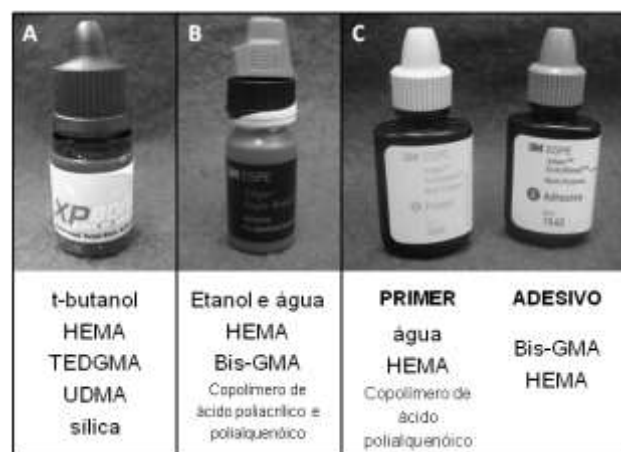 A
B
C
XP
3M ESPE
3M ESPE
3M ESPE
Adhesive
t-butanol
HEMA
TEDGMA
UDMA
sílica
Etanol e água
HEMA
Bis-GMA
Copolímero de
ácido poliacrílico e
polialquenóico
PRIMER
água
HEMA
Copolímero de
ácido
polialquenóico
ADESIVO
Bis-GMA
HEMA